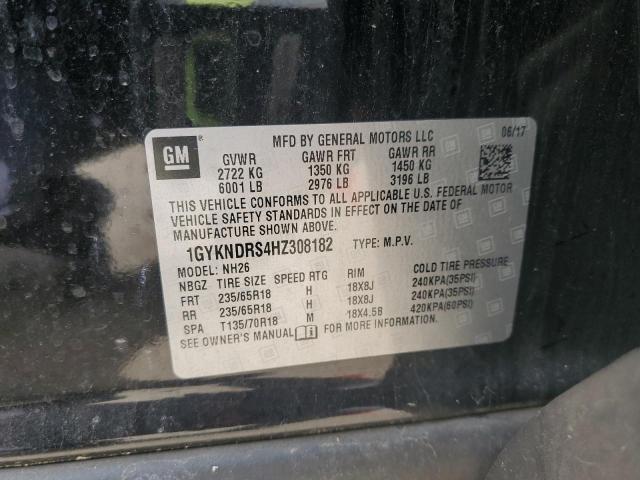 GM
MFD BY GENERAL MOTORS LLC 06/17
GVWR GAWR FRT GAWR RR
2722 KG 1350 KG 1450 KG
6001 LB 2976 LB 3196 LB
THIS VEHICLE CONFORMS TO ALL APPLICABLE U.S. FEDERAL MOTOR
VEHICLE SAFETY STANDARDS IN EFFECT ON THE DATE OF
MANUFACTURE SHOWN ABOVE.
1GYKNDRS4HZ308182 TYPE: M.P.V.
MODEL: NH26
NBGZ TIRE SIZE SPEED RTG RIM COLD TIRE PRESSURE
FRT 235/65R18 H 18X8J 240KPA(35PSI)
RR 235/65R18 H 18X8J 240KPA(35PSI)
SPA T135/70R18 M 18X4.5B 420KPA(60PSI)
SEE OWNER'S MANUAL FOR MORE INFORMATION.